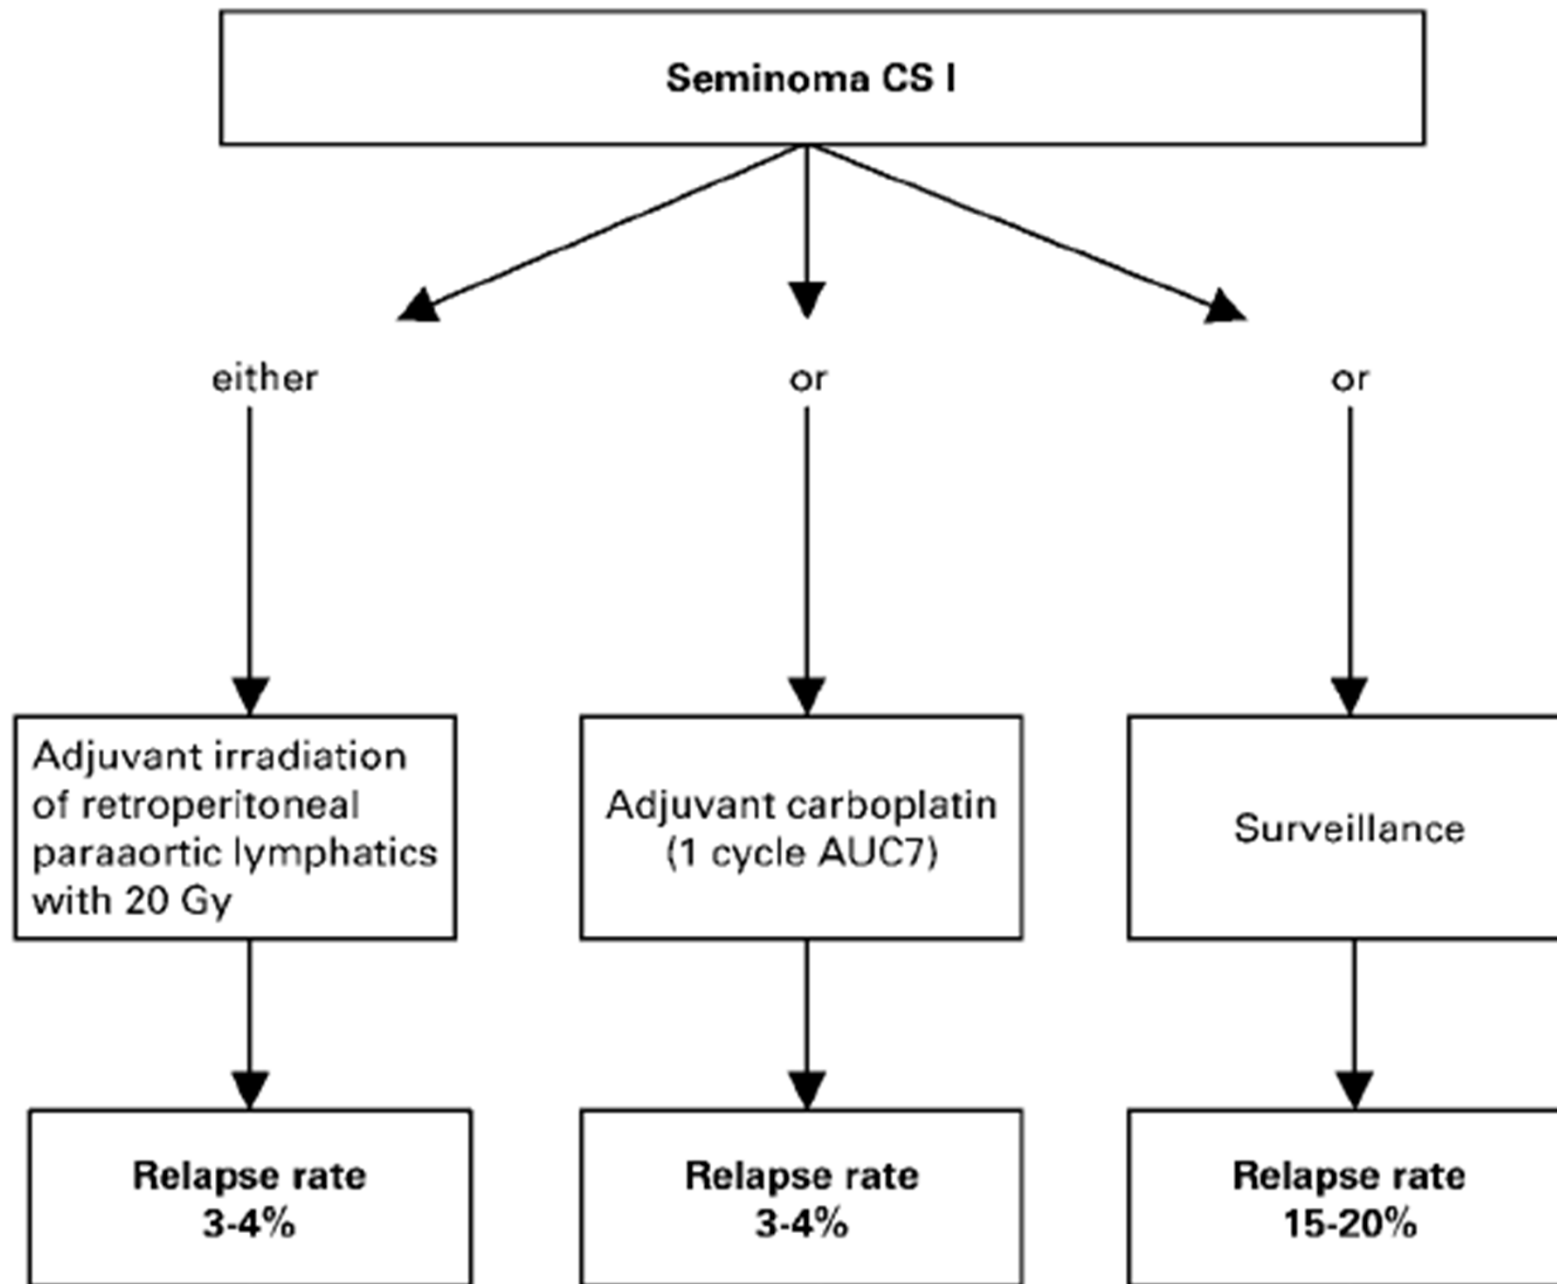 Seminoma CS I
either
or
or
Adjuvant irradiation
of retroperitoneal
paraaortic lymphatics
with 20 Gy
Adjuvant carboplatin
(1 cycle AUC7)
Surveillance
Relapse rate
3-4%
Relapse rate
3-4%
Relapse rate
15-20%